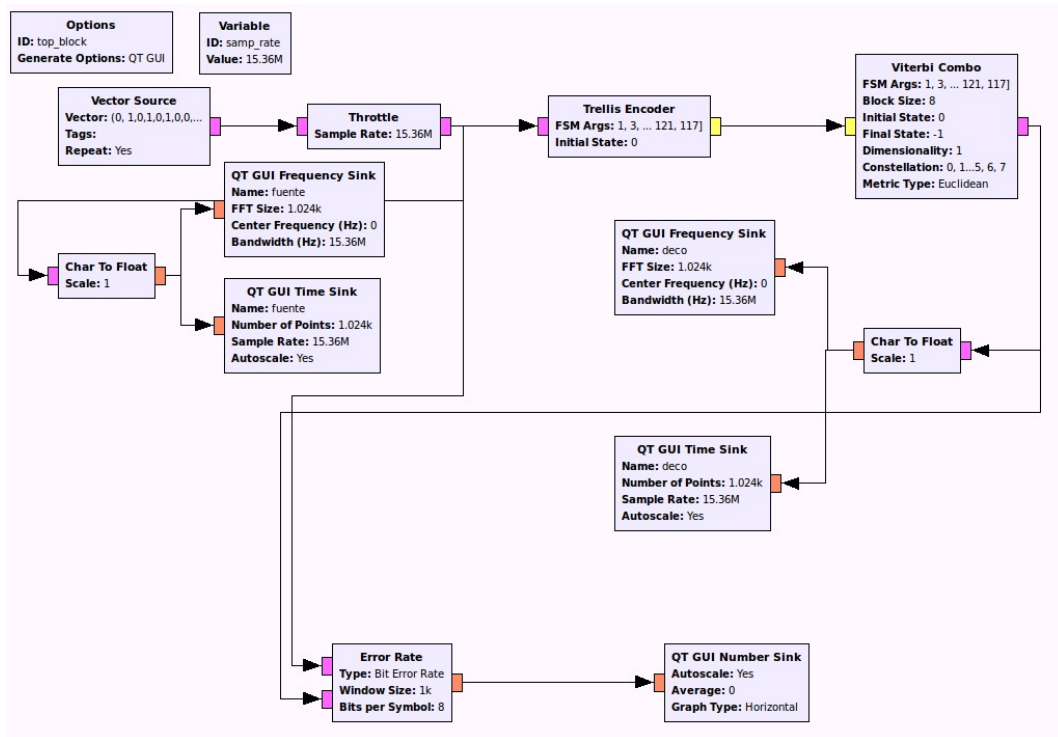 Options
ID: top_block
Generate Options: QT GUI
Variable
ID: samp_rate
Value: 15.36M
Vector Source
Vector: (0, 1,0,1,0,1,0,0,...
Tags:
Repeat: Yes
Throttle
Sample Rate: 15.36M
Trellis Encoder
FSM Args: 1, 3, ... 121, 117]
Initial State: 0
Viterbi Combo
FSM Args: 1, 3, ... 121, 117]
Block Size: 8
Initial State: 0
Final State: -1
Dimensionality: 1
Constellation: 0, 1...5, 6, 7
Metric Type: Euclidean
QT GUI Frequency Sink
Name: fuente
FFT Size: 1.024k
Center Frequency (Hz): 0
Bandwidth (Hz): 15.36M
Char To Float
Scale: 1
QT GUI Time Sink
Name: fuente
Number of Points: 1.024k
Sample Rate: 15.36M
Autoscale: Yes
QT GUI Frequency Sink
Name: deco
FFT Size: 1.024k
Center Frequency (Hz): 0
Bandwidth (Hz): 15.36M
Char To Float
Scale: 1
QT GUI Time Sink
Name: deco
Number of Points: 1.024k
Sample Rate: 15.36M
Autoscale: Yes
Error Rate
Type: Bit Error Rate
Window Size: 1k
Bits per Symbol: 8
QT GUI Number Sink
Autoscale: Yes
Average: 0
Graph Type: Horizontal